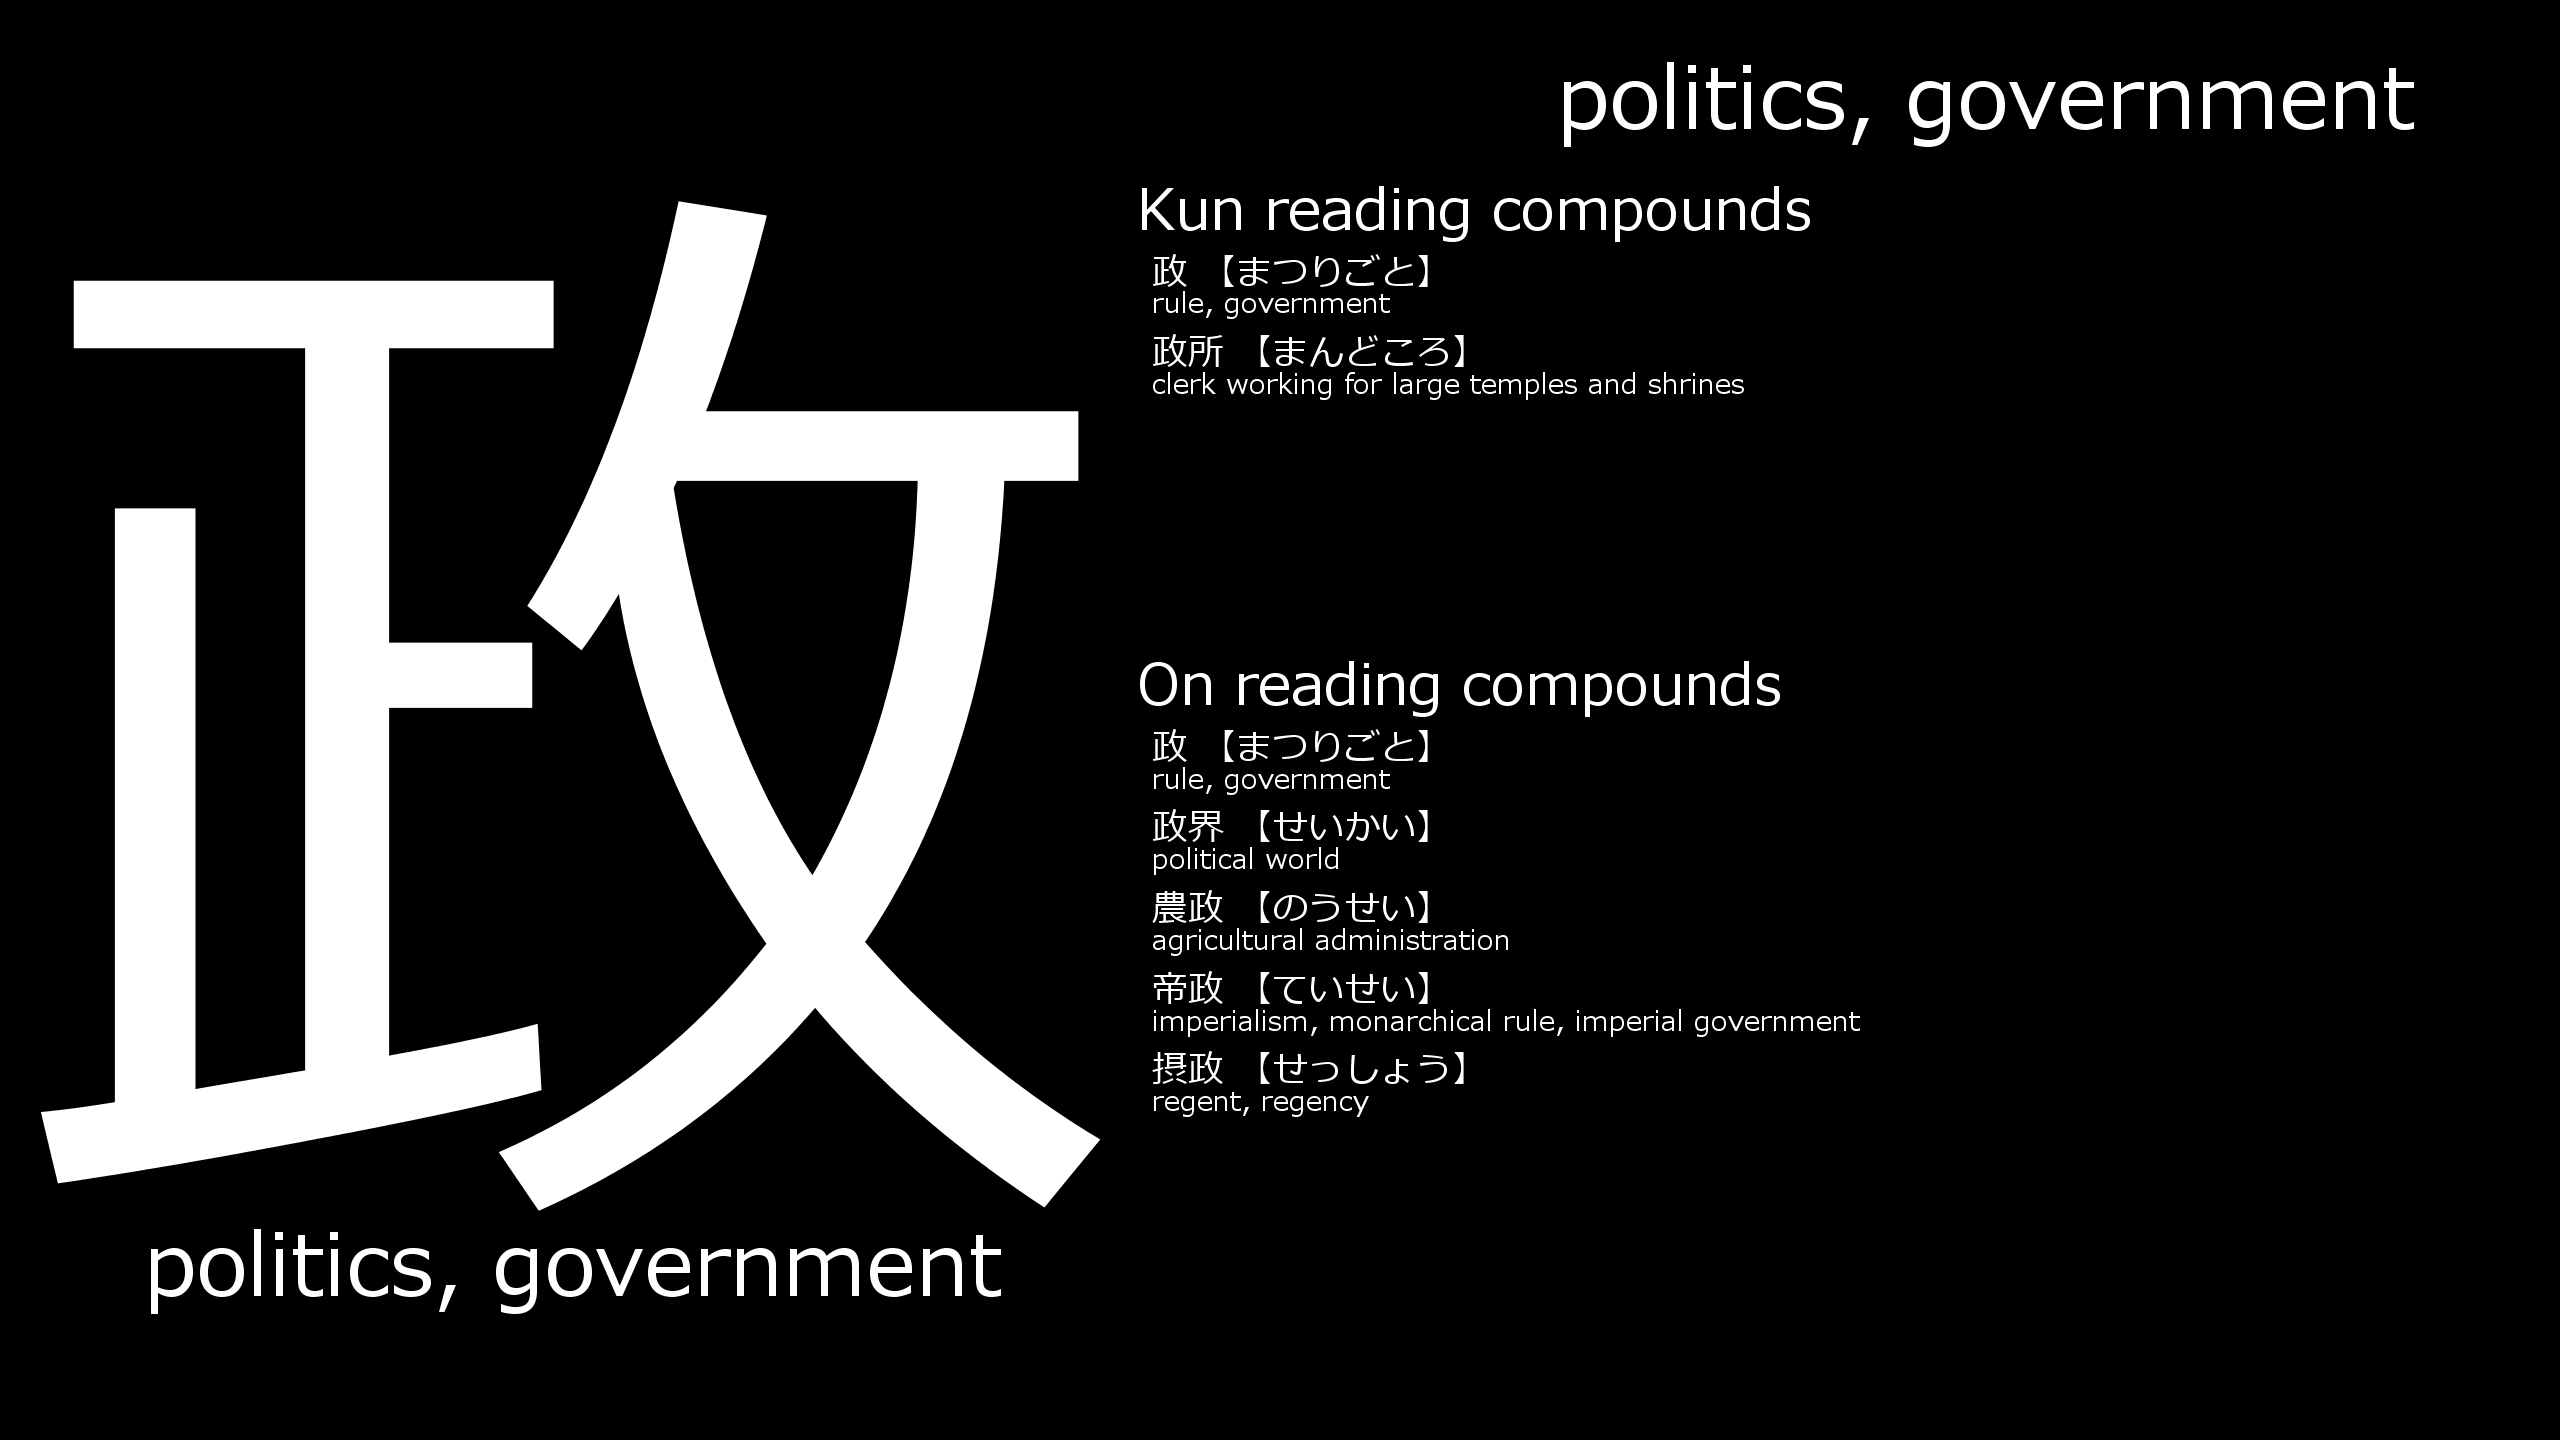 政
politics, government
politics, government
Kun reading compounds
政 【まつりごと】
rule, government
政所 【まんどころ】
clerk working for large temples and shrines
On reading compounds
政 【まつりごと】
rule, government
政界 【せいかい】
political world
農政 【のうせい】
agricultural administration
帝政 【ていせい】
imperialism, monarchical rule, imperial government
摂政 【せっしょう】
regent, regency